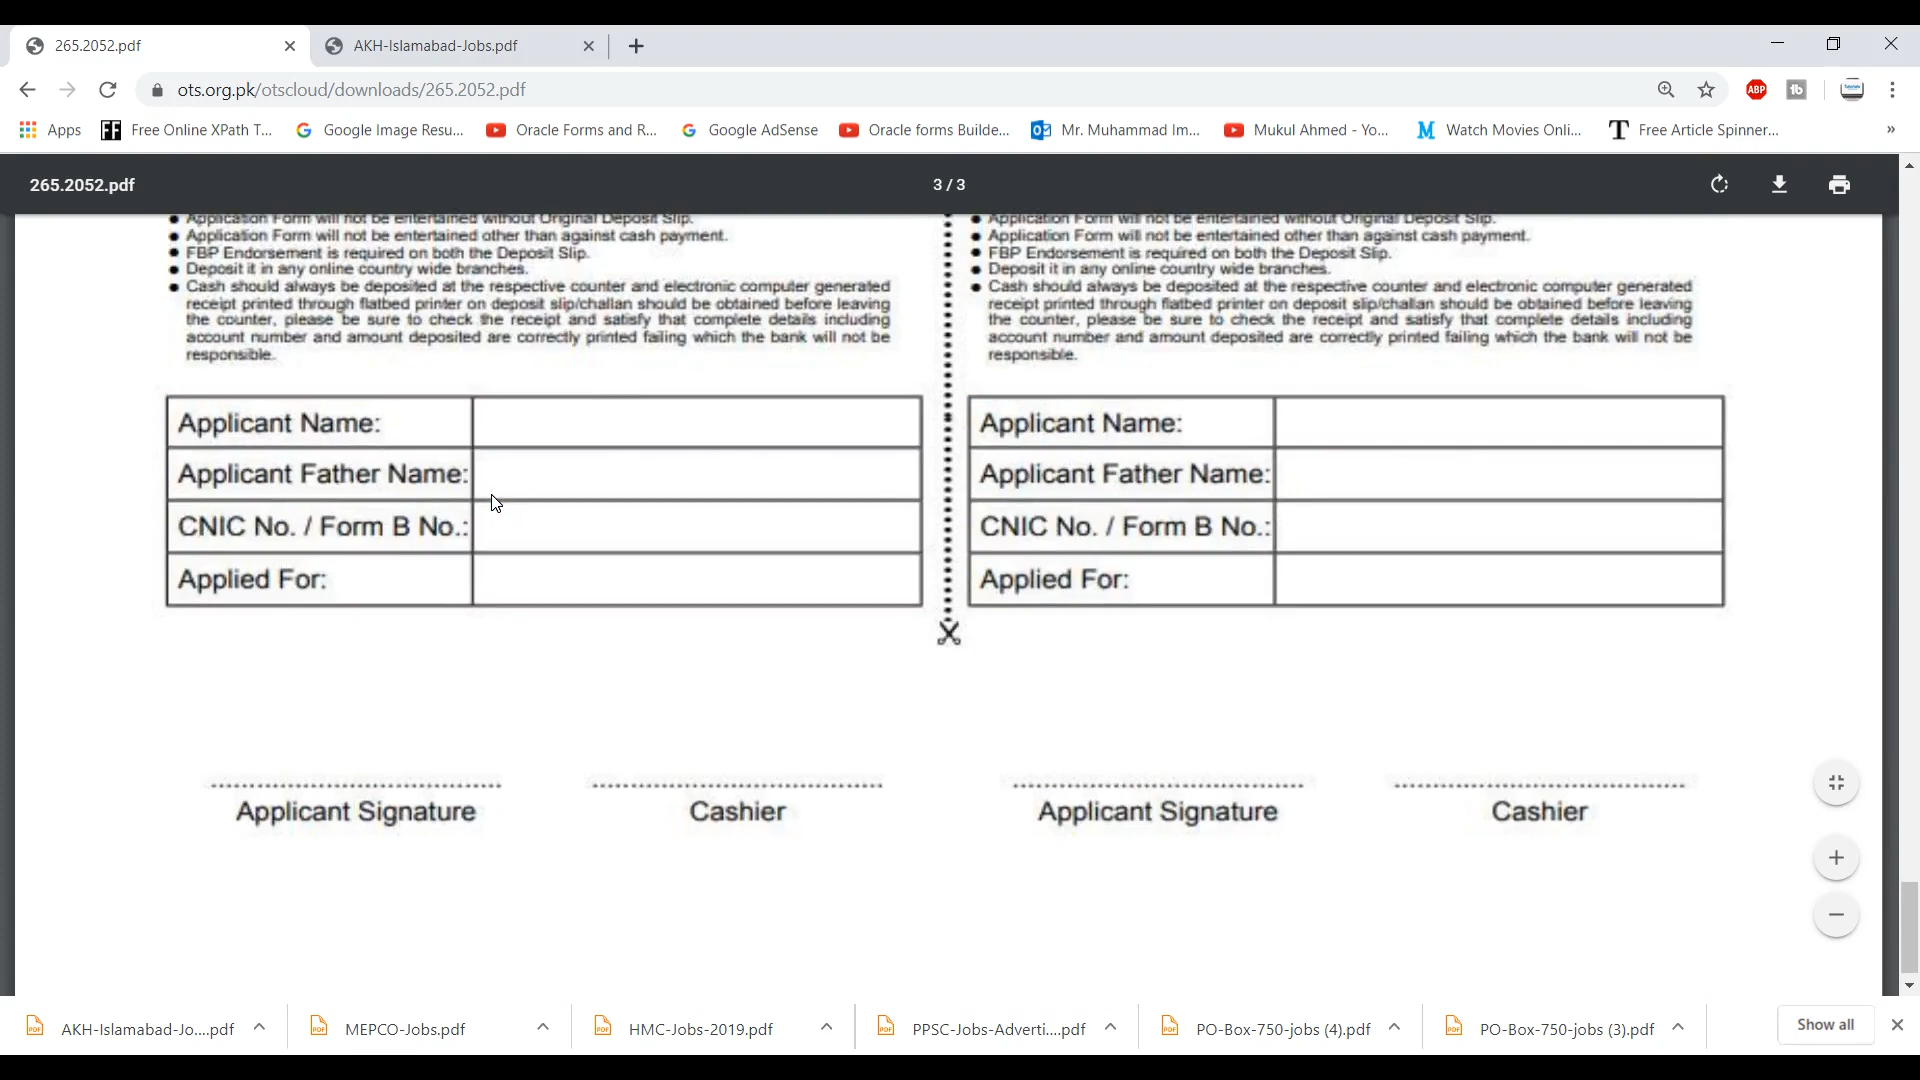 265.2052.pdf
AKH-Islamabad-Jobs.pdf
ots.org.pk/otscloud/downloads/265.2052.pdf
ABP
Apps
FF Free Online XPath T...
Google Image Resu...
Oracle Forms and R...
Google AdSense
Oracle forms Builde...
Mr. Muhammad Im...
Mukul Ahmed - Yo...
M Watch Movies Onli...
T Free Article Spinner...
»
265.2052.pdf
3 / 3
● Application Form will not be entertained without Original Deposit Slip.
● Application Form will not be entertained other than against cash payment.
● FBP Endorsement is required on both the Deposit Slip.
● Deposit it in any online country wide branches.
● Cash should always be deposited at the respective counter and electronic computer generated
receipt printed through flatbed printer on deposit slip/challan should be obtained before leaving
the counter, please be sure to check the receipt and satisfy that complete details including
account number and amount deposited are correctly printed failing which the bank will not be
responsible.
Applicant Name:
Applicant Father Name:
CNIC No. / Form B No.:
Applied For:
Applicant Signature
Cashier
● Application Form will not be entertained without Original Deposit Slip.
● Application Form will not be entertained other than against cash payment.
● FBP Endorsement is required on both the Deposit Slip.
● Deposit it in any online country wide branches.
● Cash should always be deposited at the respective counter and electronic computer generated
receipt printed through flatbed printer on deposit slip/challan should be obtained before leaving
the counter, please be sure to check the receipt and satisfy that complete details including
account number and amount deposited are correctly printed failing which the bank will not be
responsible.
Applicant Name:
Applicant Father Name:
CNIC No. / Form B No.:
Applied For:
Applicant Signature
Cashier
AKH-Islamabad-Jo....pdf
MEPCO-Jobs.pdf
HMC-Jobs-2019.pdf
PPSC-Jobs-Adverti....pdf
PO-Box-750-jobs (4).pdf
PO-Box-750-jobs (3).pdf
Show all